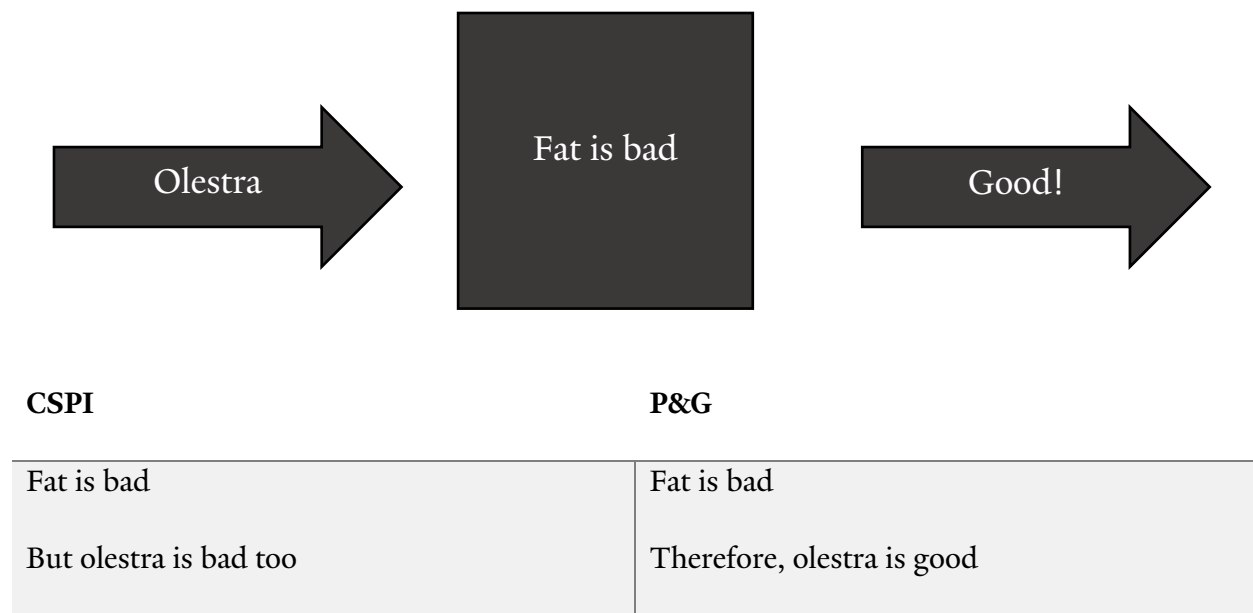 Olestra
Fat is bad
Good!
CSPI
P&G
Fat is bad
Fat is bad
But olestra is bad too
Therefore, olestra is good